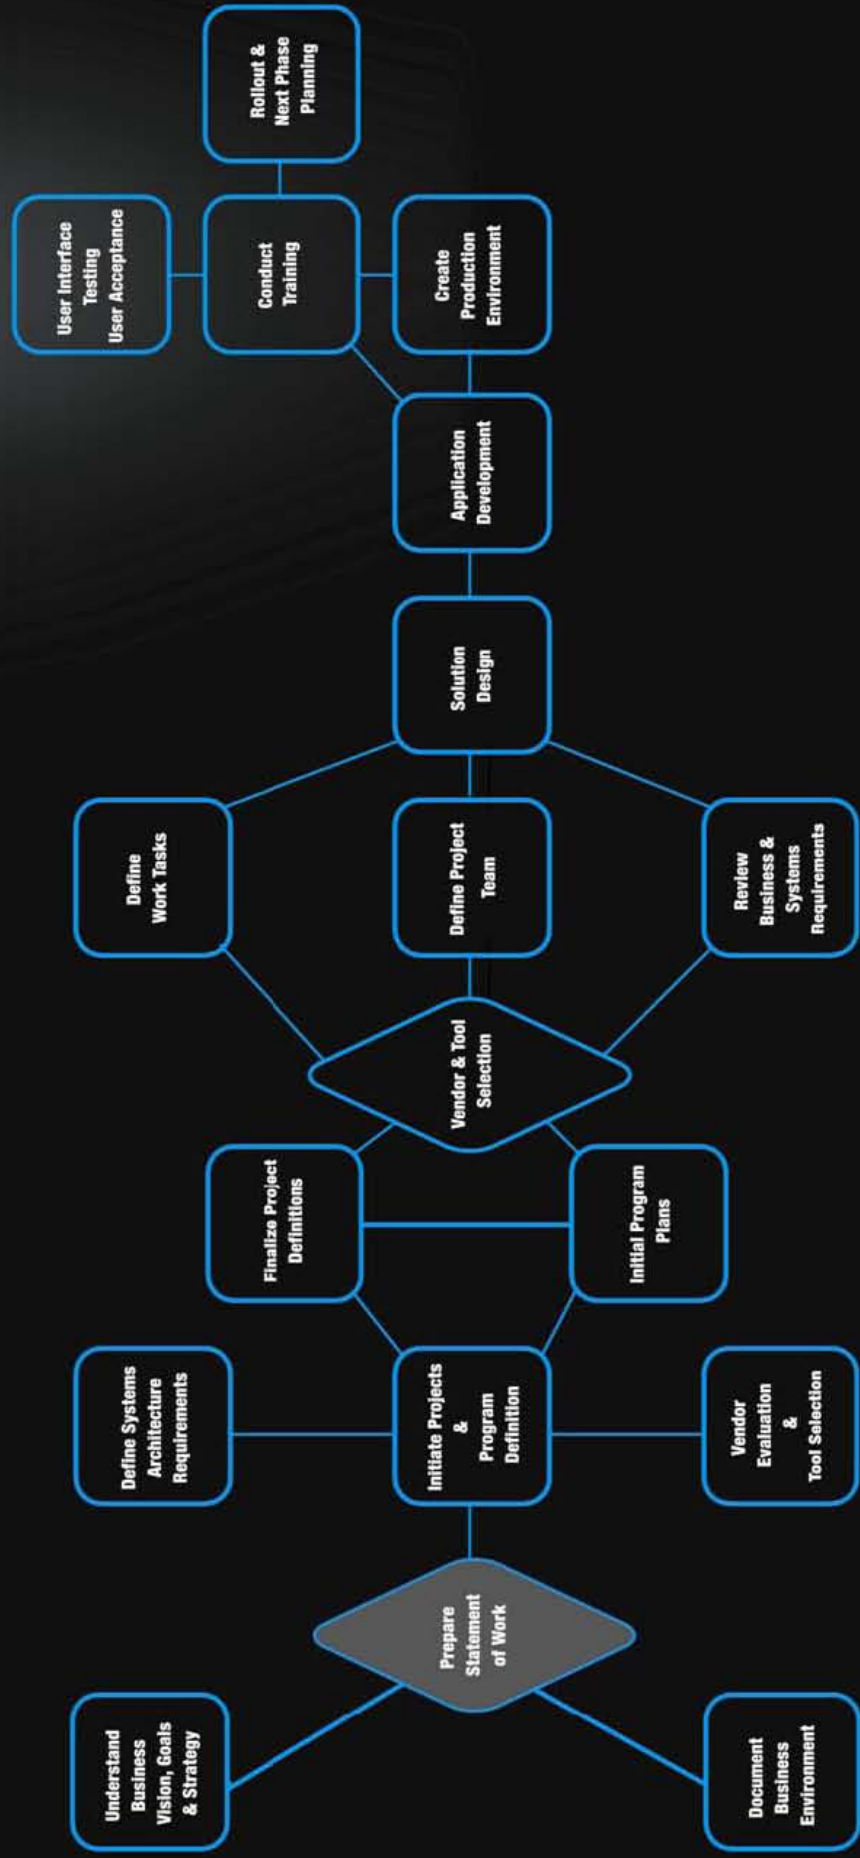 Understand
Business
Vision, Goals
& Strategy
Document
Business
Environment
Prepare
Statement
of Work
Define Systems
Architecture
Requirements
Initiate Projects
&
Program
Definition
Vendor
Evaluation
&
Tool Selection
Finalize Project
Definitions
Initial Program
Plans
Vendor & Tool
Selection
Define
Work Tasks
Define Project
Team
Review
Business &
Systems
Requirements
Solution
Design
Application
Development
User Interface
Testing
User Acceptance
Conduct
Training
Create
Production
Environment
Rollout &
Next Phase
Planning